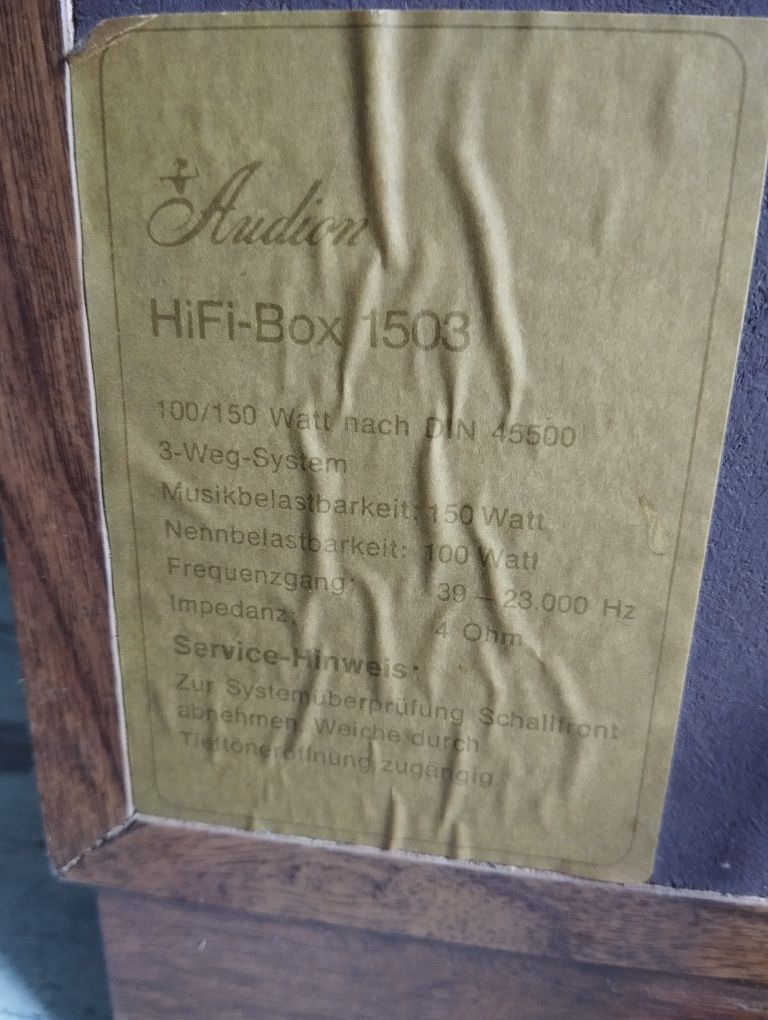 Audion
HiFi-Box 1503
100/150 Watt nach DIN 45500
3-Weg-System
Musikbelastbarkeit: 150 Watt
Nennbelastbarkeit: 100 Watt
Frequenzgang: 39 – 23.000 Hz
Impedanz: 4 Ohm
Service-Hinweis:
Zur Systemüberprüfung Schallfront
abnehmen. Weiche durch
Tieftöneröffnung zugängig.